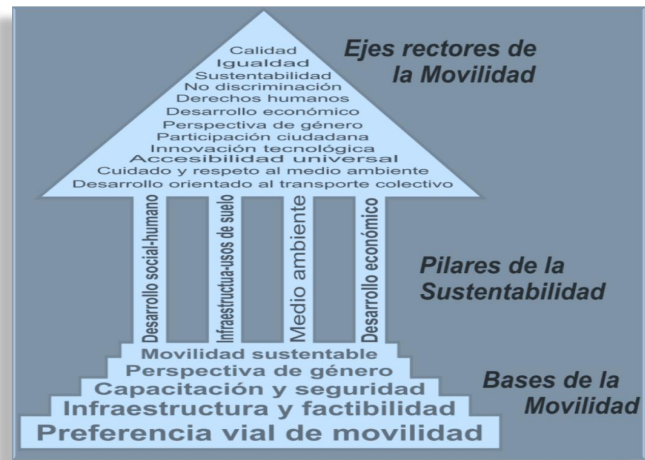 Calidad
Igualdad
Sustentabilidad
No discriminación
Derechos humanos
Desarrollo económico
Perspectiva de género
Participación ciudadana
Innovación tecnológica
Accesibilidad universal
Cuidado y respeto al medio ambiente
Desarrollo orientado al transporte colectivo
Ejes rectores de
la Movilidad
Desarrollo social-humano
Infraestructua-usos de suelo
Medio ambiente
Desarrollo económico
Pilares de la
Sustentabilidad
Movilidad sustentable
Perspectiva de género
Capacitación y seguridad
Infraestructura y factibilidad
Preferencia vial de movilidad
Bases de la
Movilidad